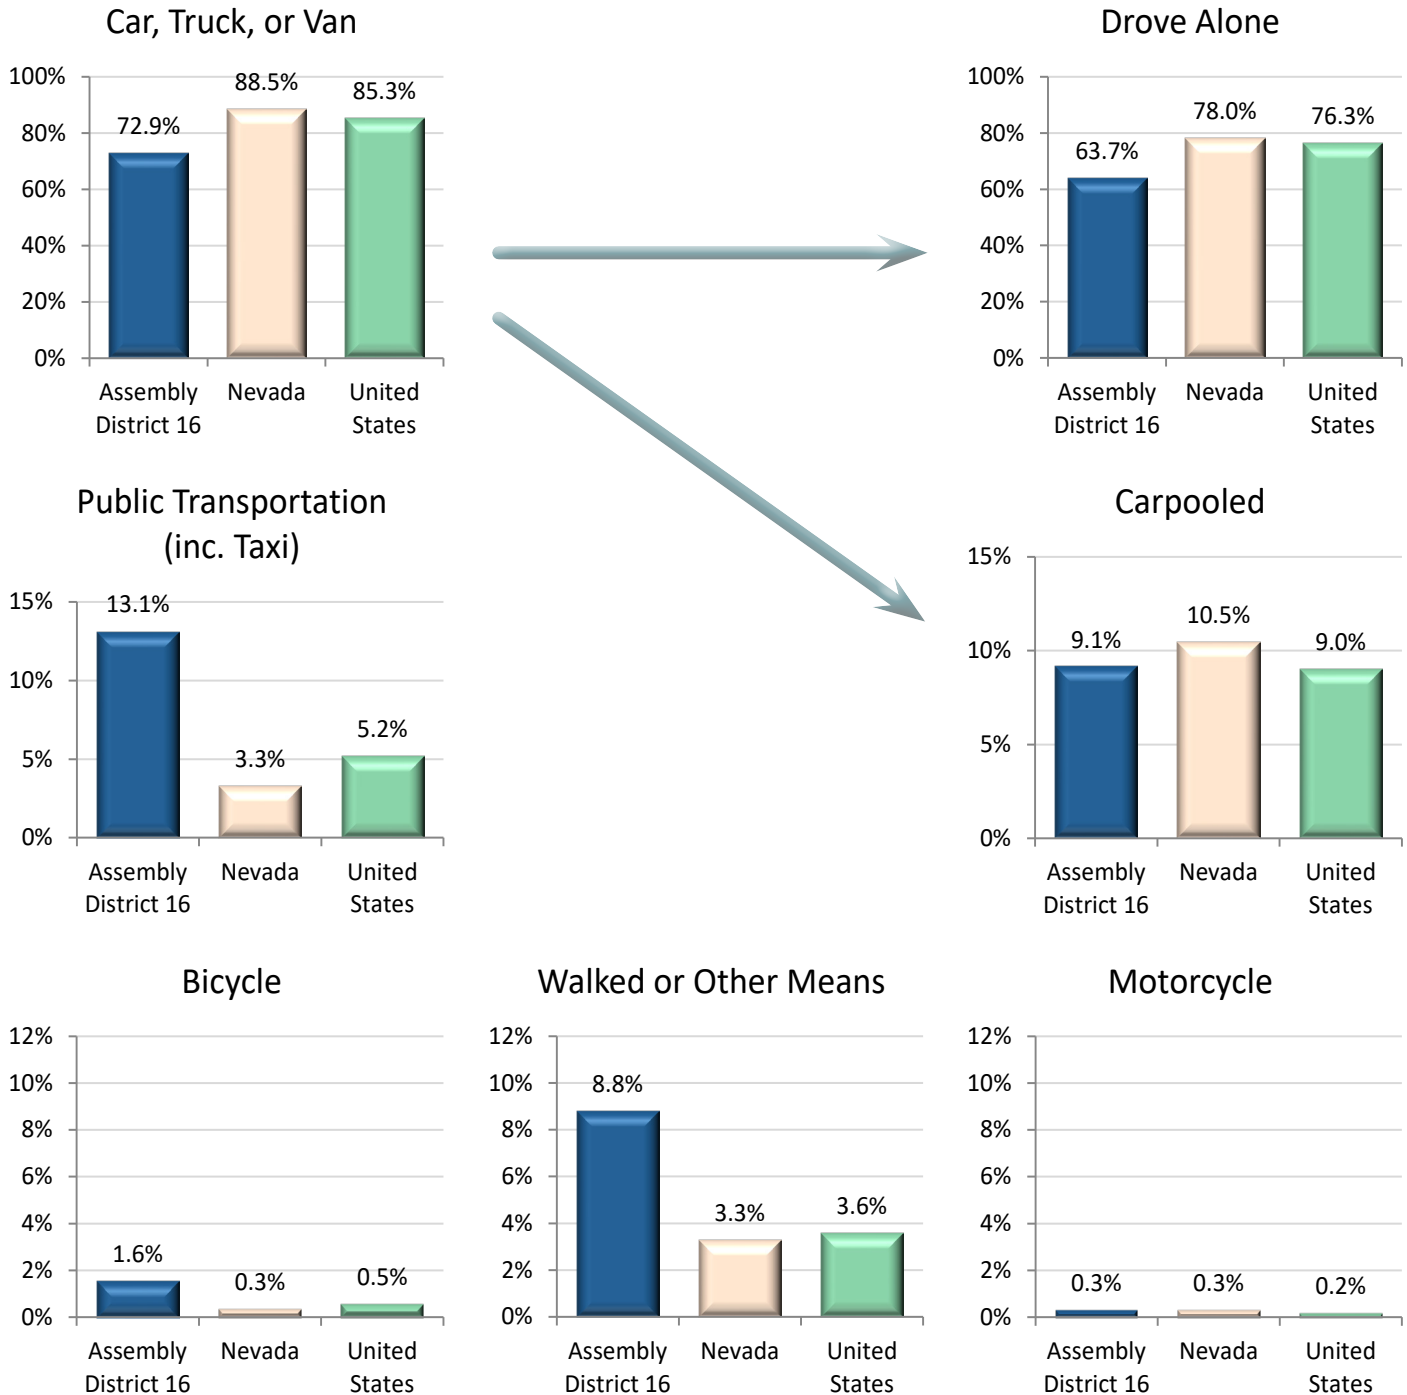 Car, Truck, or Van
100%
80%
60%
40%
20%
0%
72.9%
88.5%
85.3%
Assembly
District 16
Nevada
United
States
Drove Alone
100%
80%
60%
40%
20%
0%
63.7%
78.0%
76.3%
Assembly
District 16
Nevada
United
States
Public Transportation
(inc. Taxi)
15%
10%
5%
0%
13.1%
3.3%
5.2%
Assembly
District 16
Nevada
United
States
Carpooled
15%
10%
5%
0%
9.1%
10.5%
9.0%
Assembly
District 16
Nevada
United
States
Bicycle
12%
10%
8%
6%
4%
2%
0%
1.6%
0.3%
0.5%
Assembly
District 16
Nevada
United
States
Walked or Other Means
12%
10%
8%
6%
4%
2%
0%
8.8%
3.3%
3.6%
Assembly
District 16
Nevada
United
States
Motorcycle
12%
10%
8%
6%
4%
2%
0%
0.3%
0.3%
0.2%
Assembly
District 16
Nevada
United
States